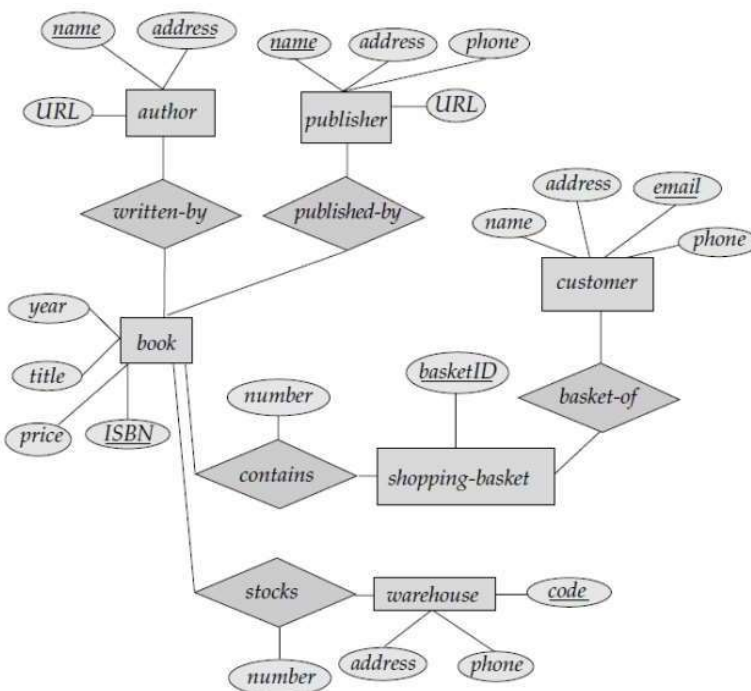 name
address
URL
author
name
address
phone
URL
publisher
written-by
published-by
address
email
name
phone
customer
year
title
price
ISBN
book
number
basketID
basket-of
contains
shopping-basket
stocks
warehouse
code
number
address
phone